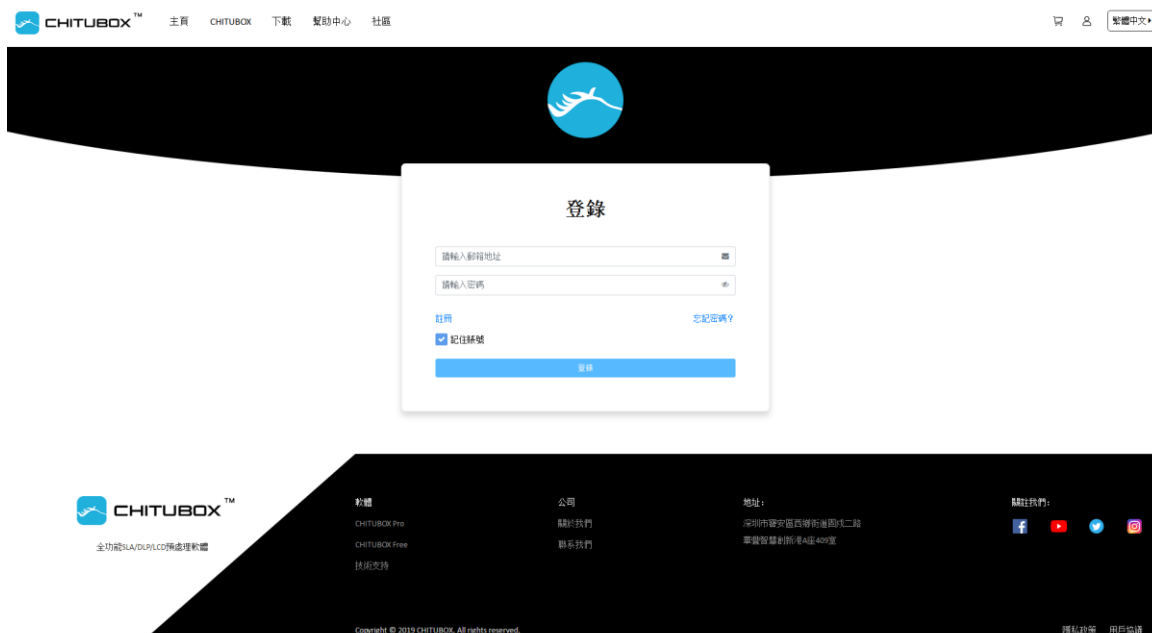 CHITUBOX™ 主頁 CHITUBOX 下載 幫助中心 社區 繁體中文
登錄
請輸入郵箱地址
請輸入密碼
註冊 忘記密碼？
記住賬號
登錄
CHITUBOX™
全功能SLA/DLP/LCD預處理軟體
軟體
CHITUBOX Pro
CHITUBOX Free
技術支持
公司
關於我們
聯系我們
地址：
深圳市寶安區西鄉街道固戍二路
智慧創新港A座409室
關註我們：
Copyright © 2019 CHITUBOX. All rights reserved.
隱私政策 用戶協議